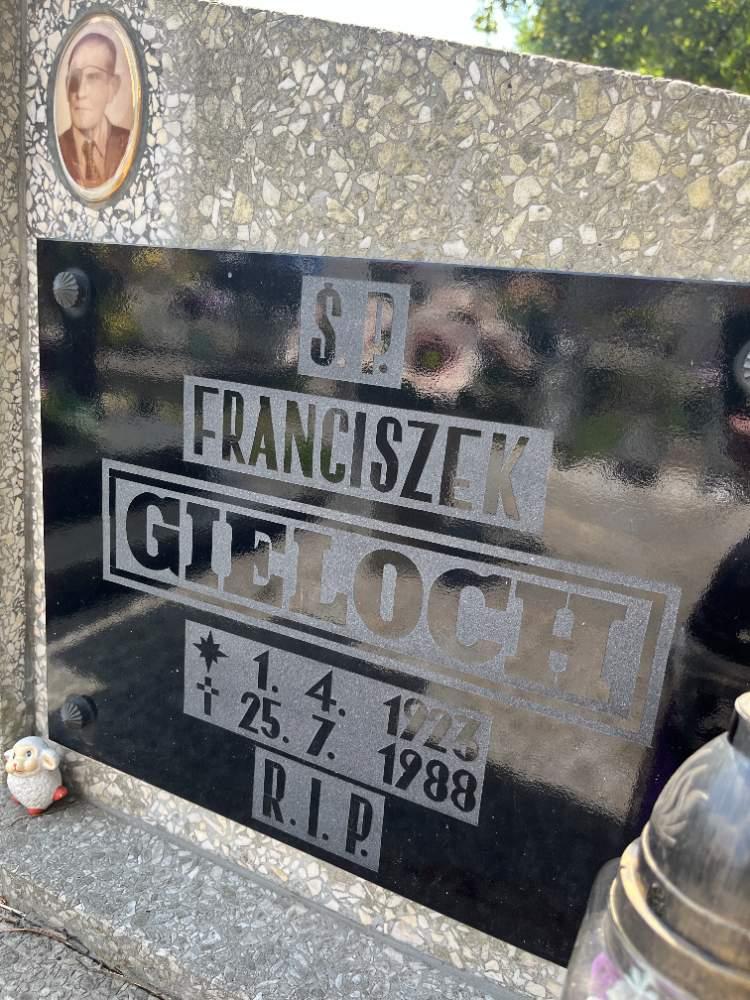 Ś. P.
FRANCISZEK
GIELOCH
1. 4. 1923
25. 7. 1988
R. I. P.